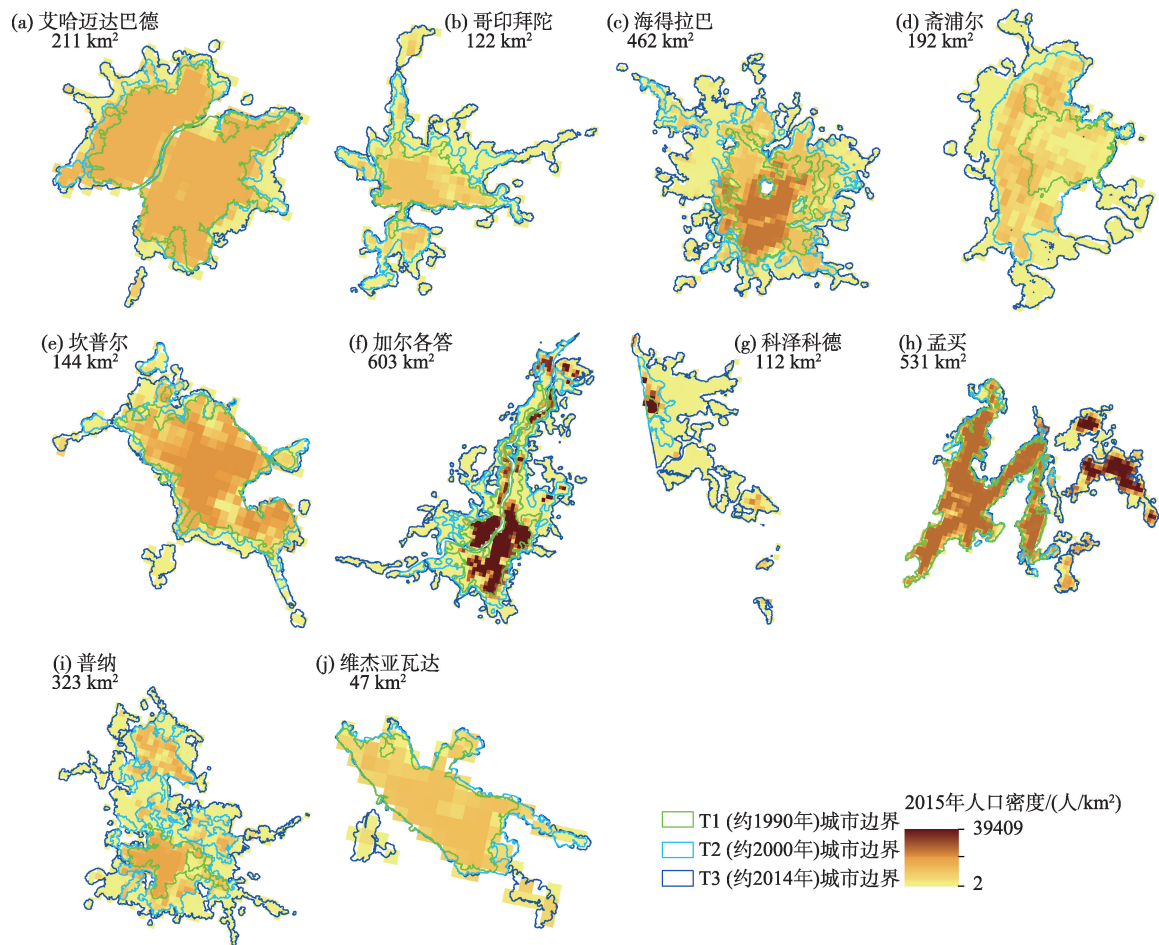 (a) 艾哈迈达巴德
211 km²
(b) 哥印拜陀
122 km²
(c) 海得拉巴
462 km²
(d) 斋浦尔
192 km²
(e) 坎普尔
144 km²
(f) 加尔各答
603 km²
(g) 科泽科德
112 km²
(h) 孟买
531 km²
(i) 普纳
323 km²
(j) 维杰亚瓦达
47 km²
T1 (约1990年)城市边界
T2 (约2000年)城市边界
T3 (约2014年)城市边界
2015年人口密度/(人/km²)
39409
2